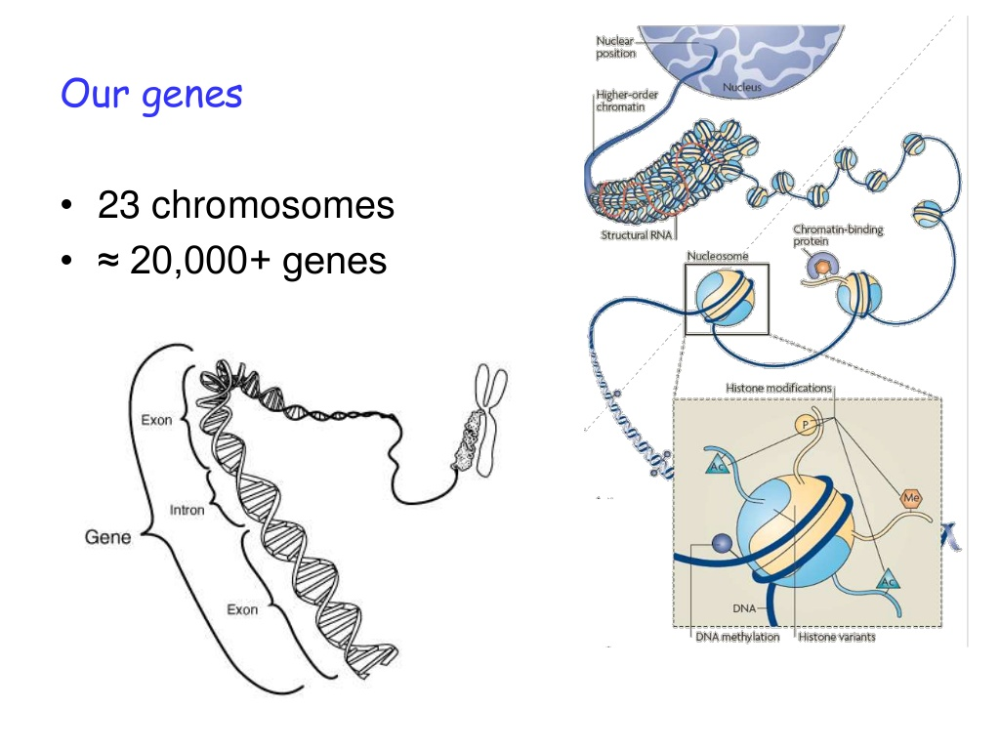 Our genes
• 23 chromosomes
• ≈ 20,000+ genes
Exon
Intron
Gene
Exon
Nuclear
position
Nucleus
Higher-order
chromatin
Structural RNA
Chromatin-binding
protein
Nucleosome
Histone modifications
P
Ac
Me
Ac
DNA
DNA methylation
Histone variants